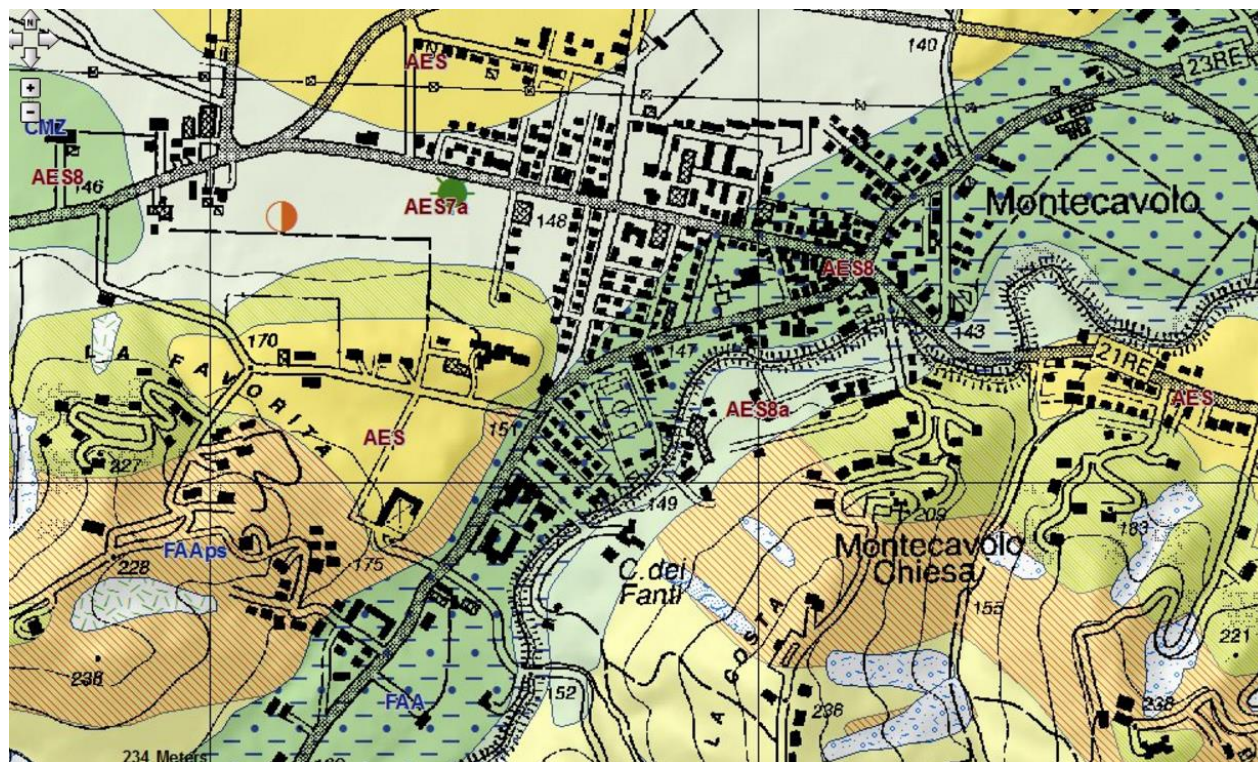 N
140
23RE
AES
CMZ
AES8
146
AES7a
148
Montecavolo
AES8
143
147
21RE
170
LA FAVORITA
AES8a
AES
151
AES
227
149
208
183
FAAps
228
175
Montecavolo
Chiesa
C. dei
Fanti
155
LA COSTA
221
238
152
236
238
FAA
234 Meters